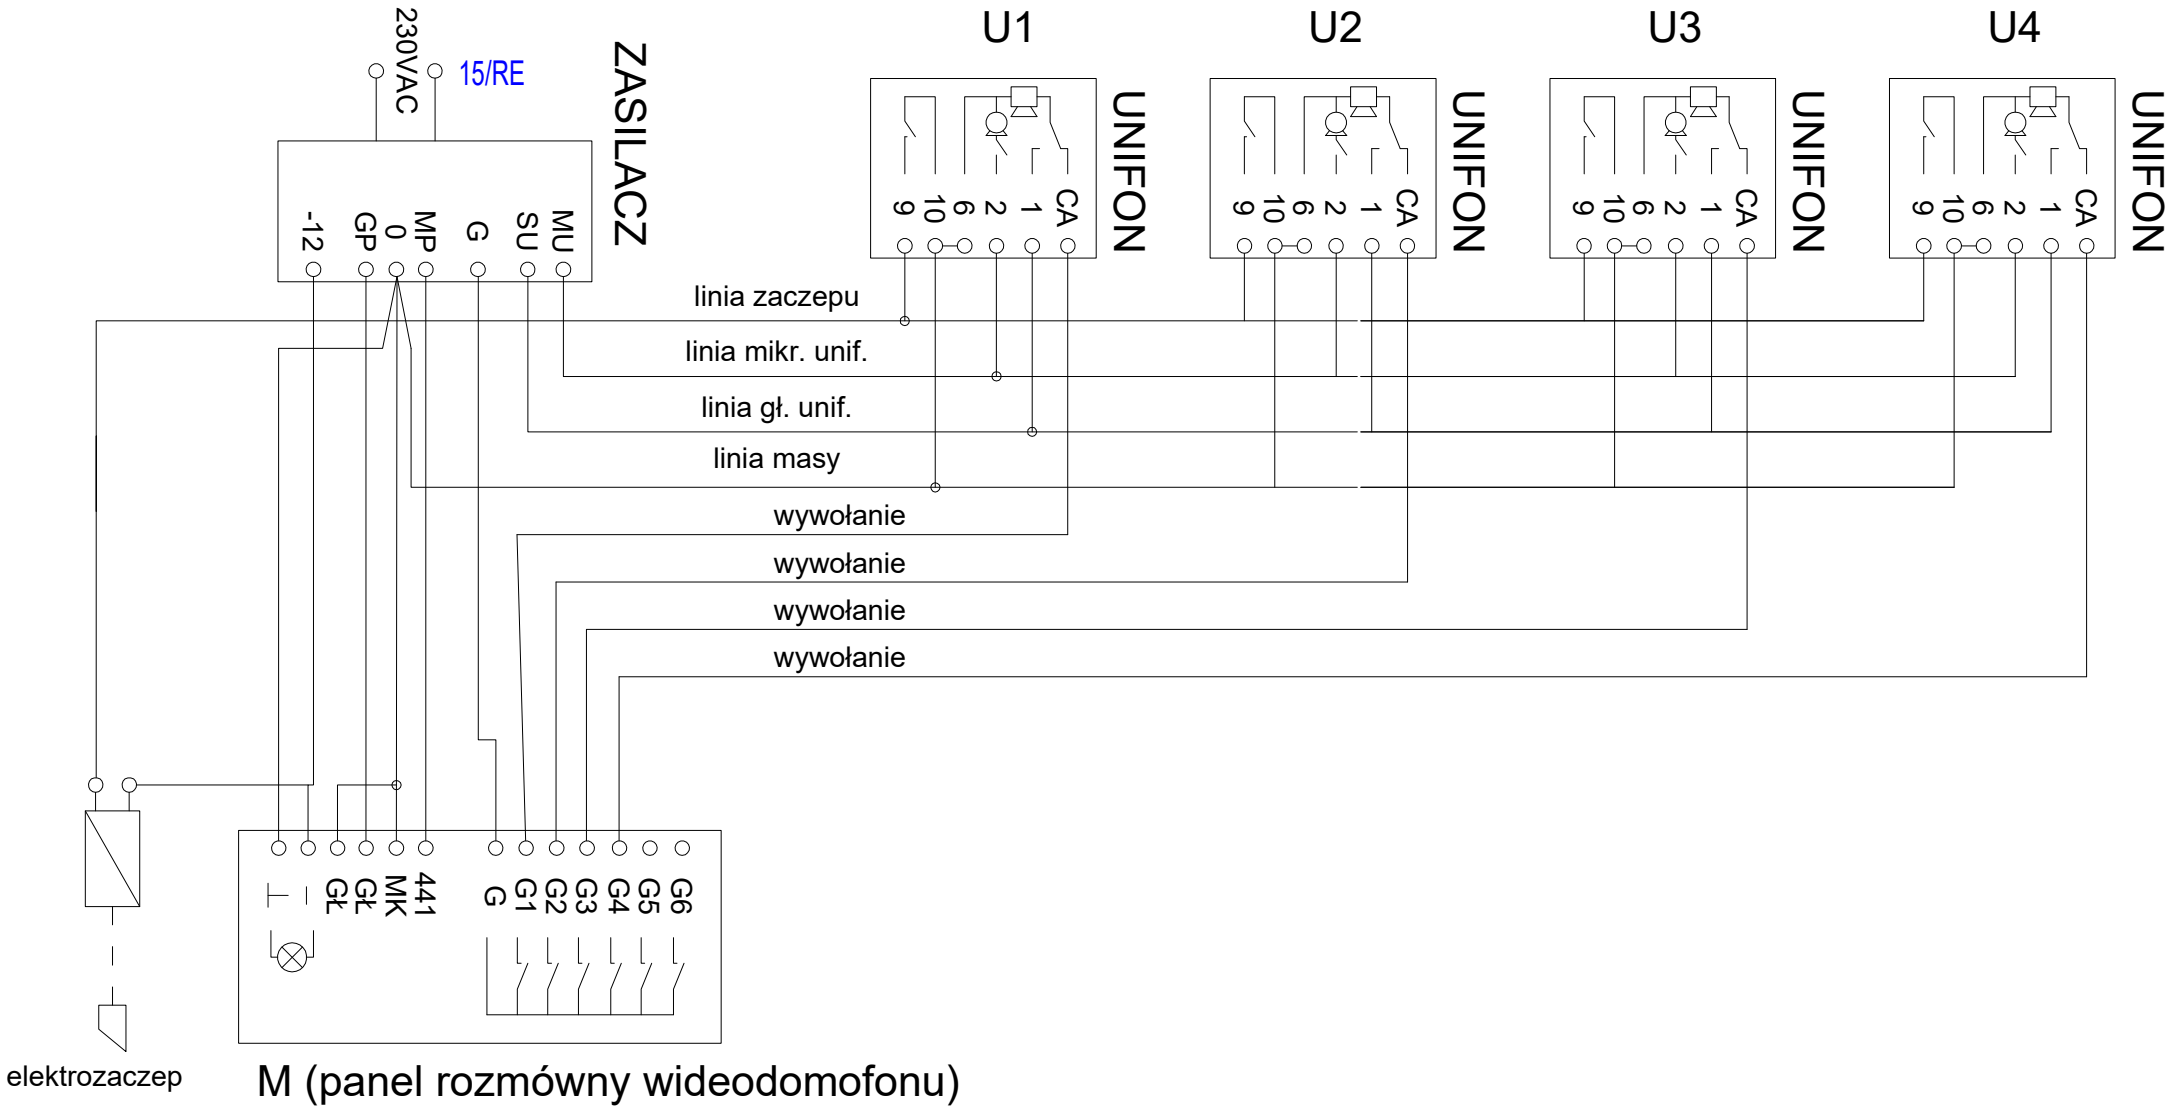 U1
U2
U3
U4
230VAC
15/RE
ZASILACZ
-12
GP
0
MP
G
SU
MU
9
10
6
2
1
CA
UNIFON
9
10
6
2
1
CA
UNIFON
9
10
6
2
1
CA
UNIFON
9
10
6
2
1
CA
UNIFON
linia zaczepu
linia mikr. unif.
linia gł. unif.
linia masy
wywołanie
wywołanie
wywołanie
wywołanie
–
GŁ
GŁ
MK
441
G
G1
G2
G3
G4
G5
G6
elektrozaczep
M (panel rozmówny wideodomofonu)